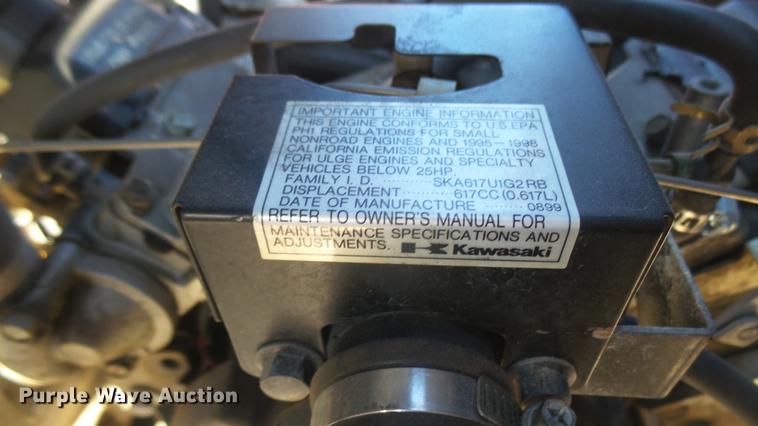 IMPORTANT ENGINE INFORMATION
THIS ENGINE CONFORMS TO U.S.EPA
PH1 REGULATIONS FOR SMALL
NONROAD ENGINES AND 1995-1998
CALIFORNIA EMISSION REGULATIONS
FOR ULGE ENGINES AND SPECIALTY
VEHICLES BELOW 25HP.
FAMILY I. D. ............ SKA617U1G2RB
DISPLACEMENT ............ 617CC (0.617L)
DATE OF MANUFACTURE ...... 0899
REFER TO OWNER'S MANUAL FOR
MAINTENANCE SPECIFICATIONS AND
ADJUSTMENTS. Kawasaki
Purple Wave Auction